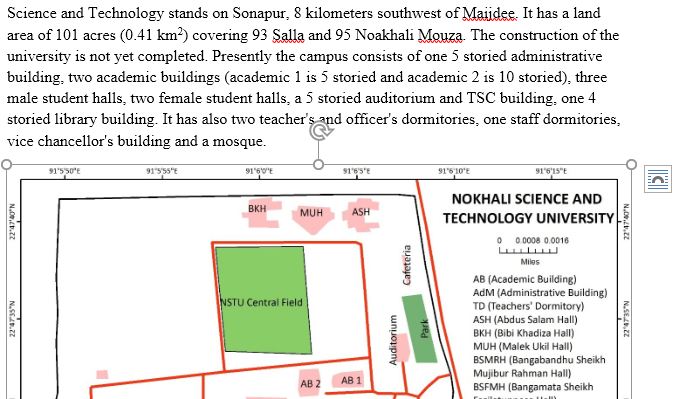 Science and Technology stands on Sonapur, 8 kilometers southwest of Maijdee. It has a land
area of 101 acres (0.41 km²) covering 93 Salla and 95 Noakhali Mouza. The construction of the
university is not yet completed. Presently the campus consists of one 5 storied administrative
building, two academic buildings (academic 1 is 5 storied and academic 2 is 10 storied), three
male student halls, two female student halls, a 5 storied auditorium and TSC building, one 4
storied library building. It has also two teacher's and officer's dormitories, one staff dormitories,
vice chancellor's building and a mosque.
91°5'50"E 91°5'55"E 91°6'0"E 91°6'5"E 91°6'10"E 91°6'15"E
NOKHALI SCIENCE AND
TECHNOLOGY UNIVERSITY
BKH MUH ASH
22°47'40"N
22°47'40"N
0 0.0008 0.0016
Miles
Cafeteria
AB (Academic Building)
AdM (Administrative Building)
TD (Teachers' Dormitory)
ASH (Abdus Salam Hall)
BKH (Bibi Khadiza Hall)
MUH (Malek Ukil Hall)
BSMRH (Bangabandhu Sheikh
Mujibur Rahman Hall)
BSFMH (Bangamata Sheikh
NSTU Central Field
22°47'35"N
22°47'35"N
Auditorium
Park
AB 2 AB 1